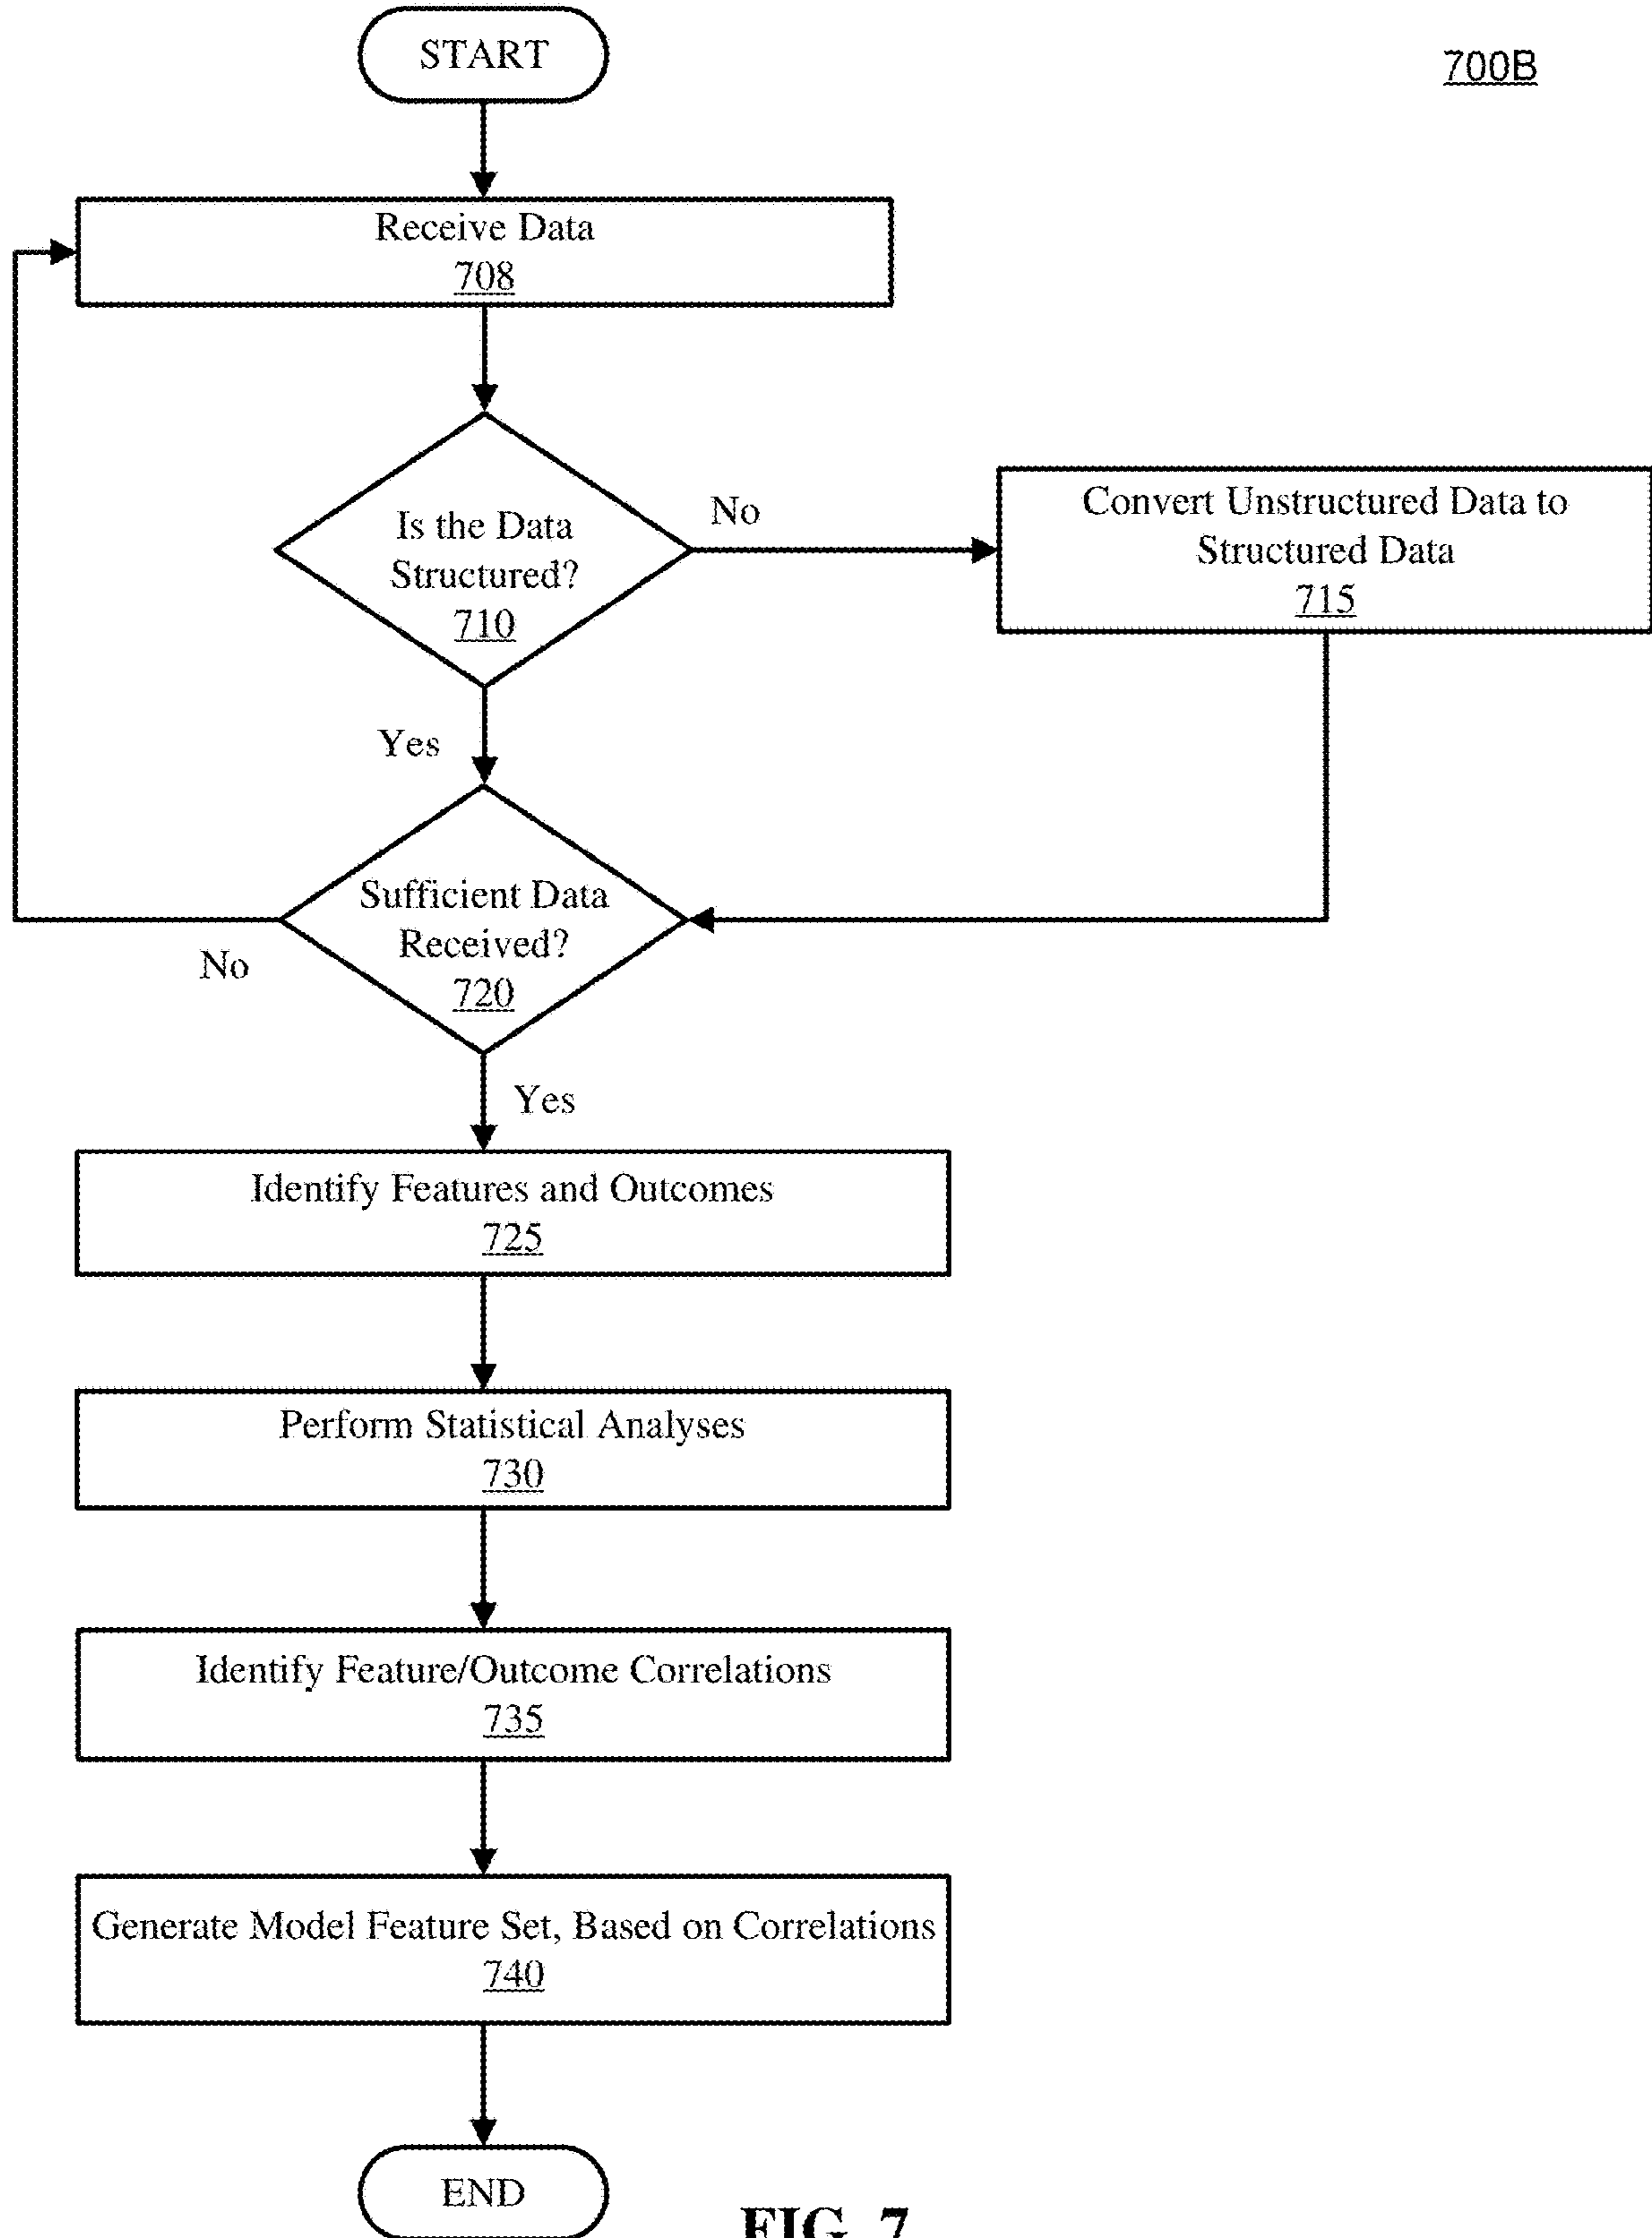 START
700B
Receive Data
708
Is the Data
Structured?
710
No
Convert Unstructured Data to
Structured Data
715
Yes
Sufficient Data
Received?
720
No
Yes
Identify Features and Outcomes
725
Perform Statistical Analyses
730
Identify Feature/Outcome Correlations
735
Generate Model Feature Set, Based on Correlations
740
END
FIG. 7